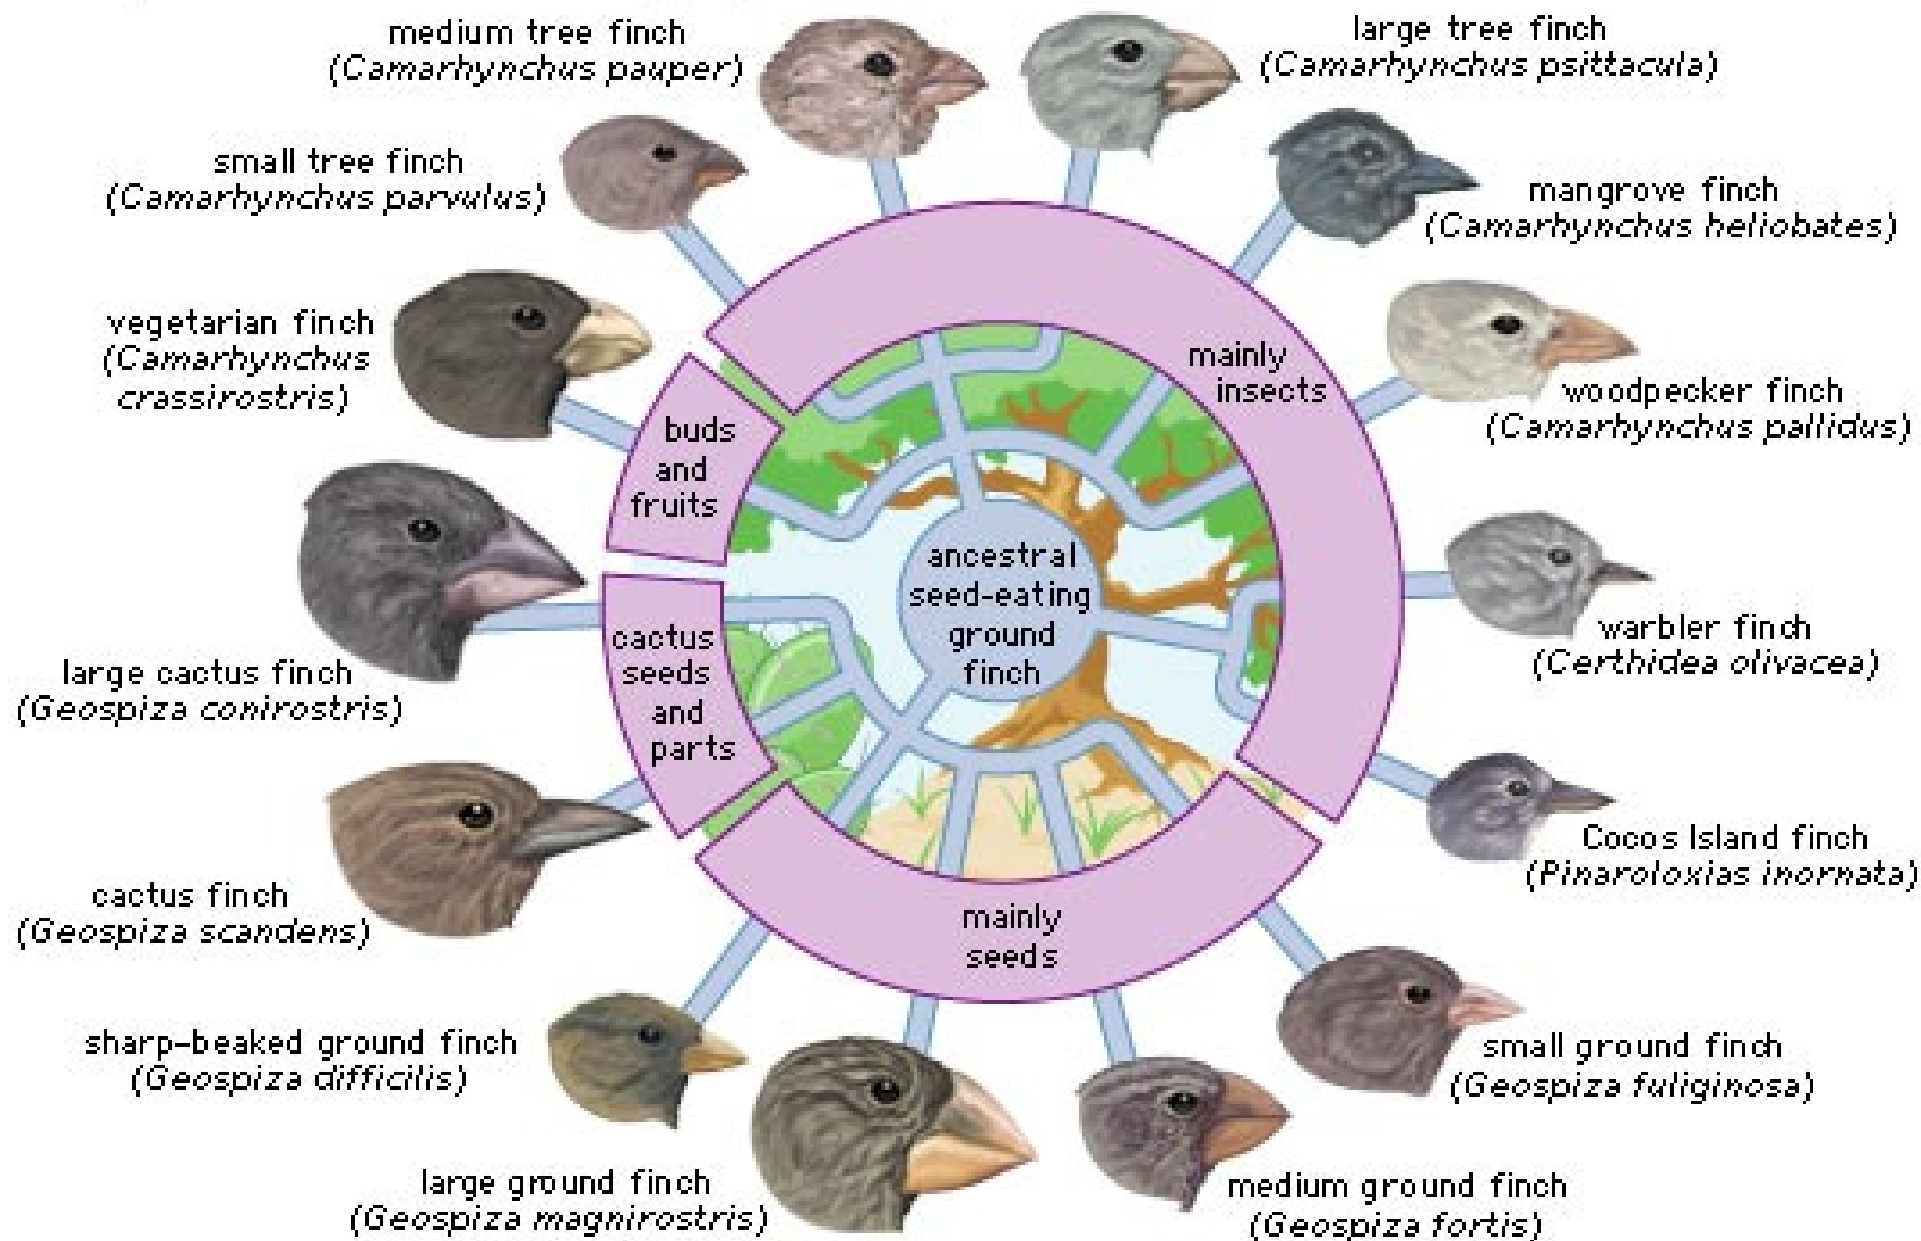 medium tree finch
(Camarhynchus pauper)
large tree finch
(Camarhynchus psittacula)
small tree finch
(Camarhynchus parvulus)
mangrove finch
(Camarhynchus heliobates)
vegetarian finch
(Camarhynchus
crassirostris)
mainly
insects
woodpecker finch
(Camarhynchus pallidus)
buds
and
fruits
ancestral
seed-eating
ground
finch
warbler finch
(Certhidea olivacea)
large cactus finch
(Geospiza conirostris)
cactus
seeds
and
parts
Cocos Island finch
(Pinaroloxias inornata)
cactus finch
(Geospiza scandens)
mainly
seeds
sharp-beaked ground finch
(Geospiza difficilis)
small ground finch
(Geospiza fuliginosa)
large ground finch
(Geospiza magnirostris)
medium ground finch
(Geospiza fortis)